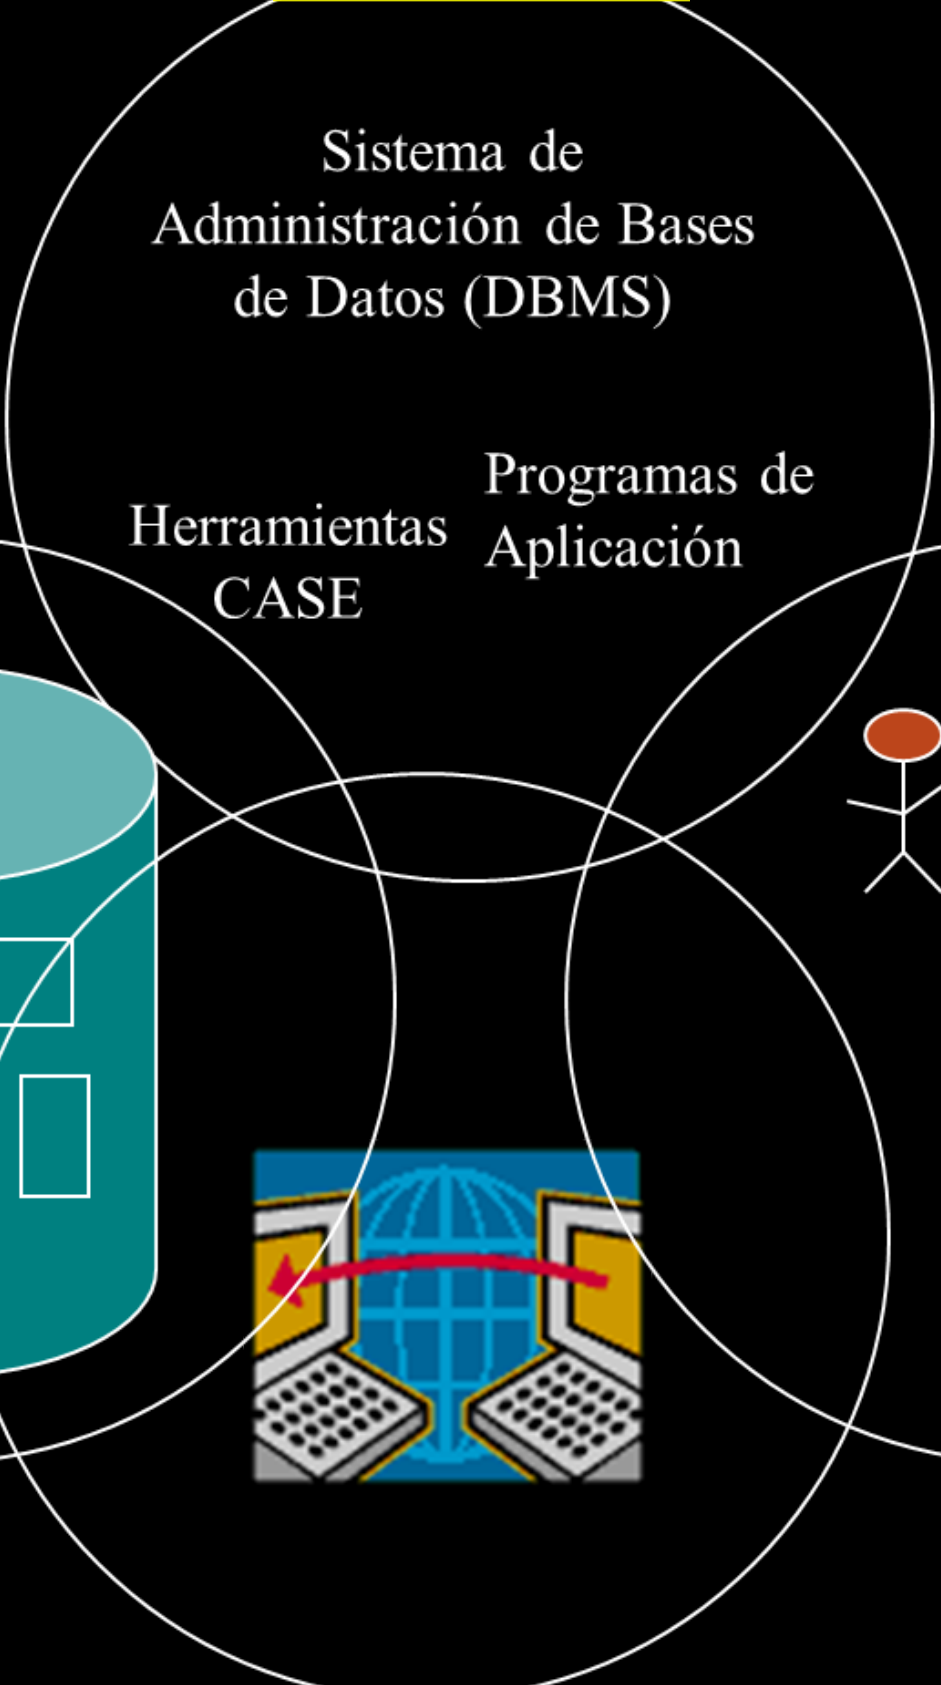 Sistema de
Administración de Bases
de Datos (DBMS)
Programas de
Aplicación
Herramientas
CASE